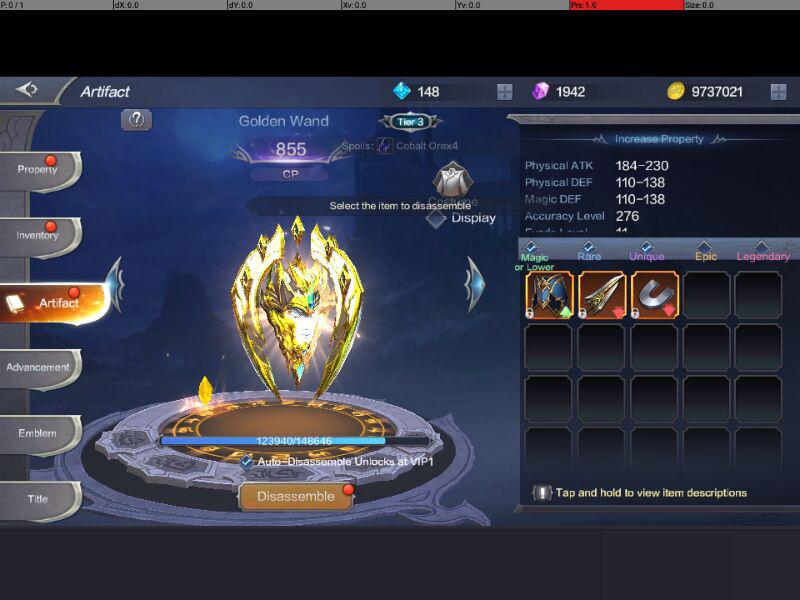 P: 0 / 1 dX: 0.0 dY: 0.0 Xv: 0.0 Yv: 0.0 Prs: 1.0 Size: 0.0
Artifact
148
1942
9737021
Golden Wand
Tier 3
855
CP
Spoils: Cobalt Orex4
Costume
Select the item to disassemble
Display
Property
Inventory
Artifact
Advancement
Emblem
Title
123940/148646
Auto-Disassemble Unlocks at VIP1
Disassemble
Increase Property
Physical ATK 184-230
Physical DEF 110-138
Magic DEF 110-138
Accuracy Level 276
Magic
or Lower
Rare
Unique
Epic
Legendary
Tap and hold to view item descriptions